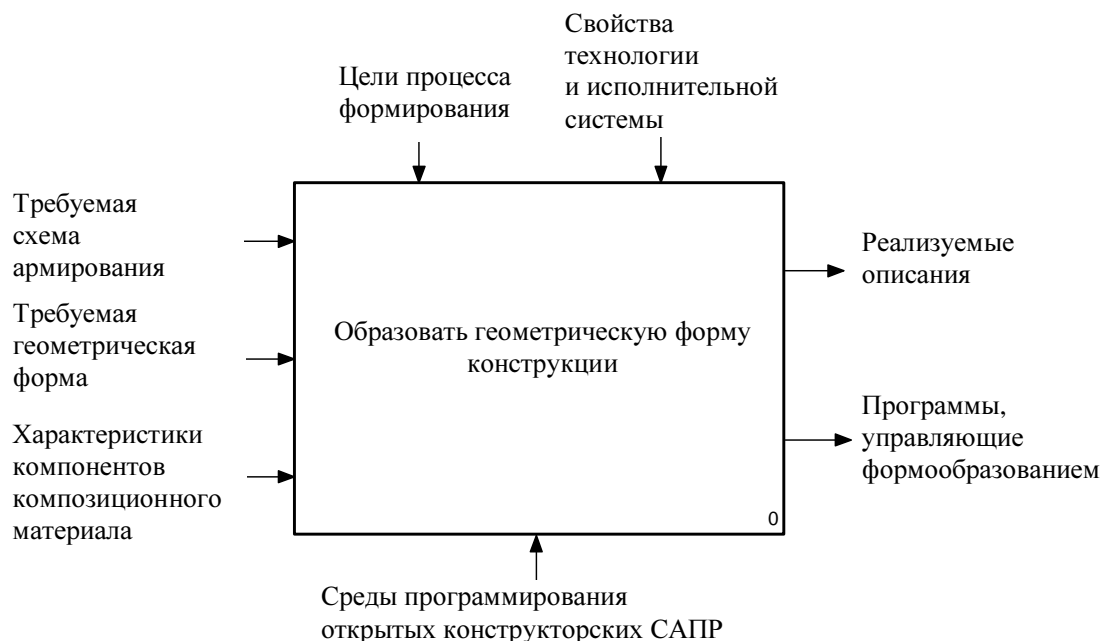 Свойства
технологии
и исполнительной
системы
Цели процесса
формирования
Требуемая
схема
армирования
Требуемая
геометрическая
форма
Характеристики
компонентов
композиционного
материала
Образовать геометрическую форму
конструкции
0
Реализуемые
описания
Программы,
управляющие
формообразованием
Среды программирования
открытых конструкторских САПР